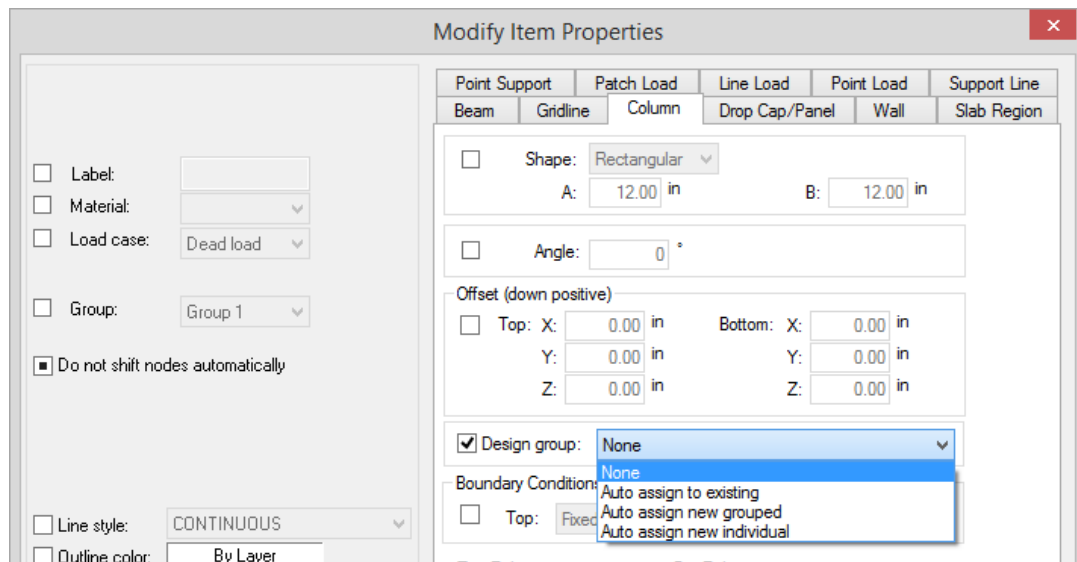 Modify Item Properties
Point Support Patch Load Line Load Point Load Support Line
Beam Gridline Column Drop Cap/Panel Wall Slab Region
Label:
Material:
Load case: Dead load
Group: Group 1
Do not shift nodes automatically
Line style: CONTINUOUS
Outline color: By Layer
Shape: Rectangular
A: 12.00 in B: 12.00 in
Angle: 0 °
Offset (down positive)
Top: X: 0.00 in Bottom: X: 0.00 in
Y: 0.00 in Y: 0.00 in
Z: 0.00 in Z: 0.00 in
Design group: None
None
Auto assign to existing
Auto assign new grouped
Auto assign new individual
Boundary Condition
Top: Fixed